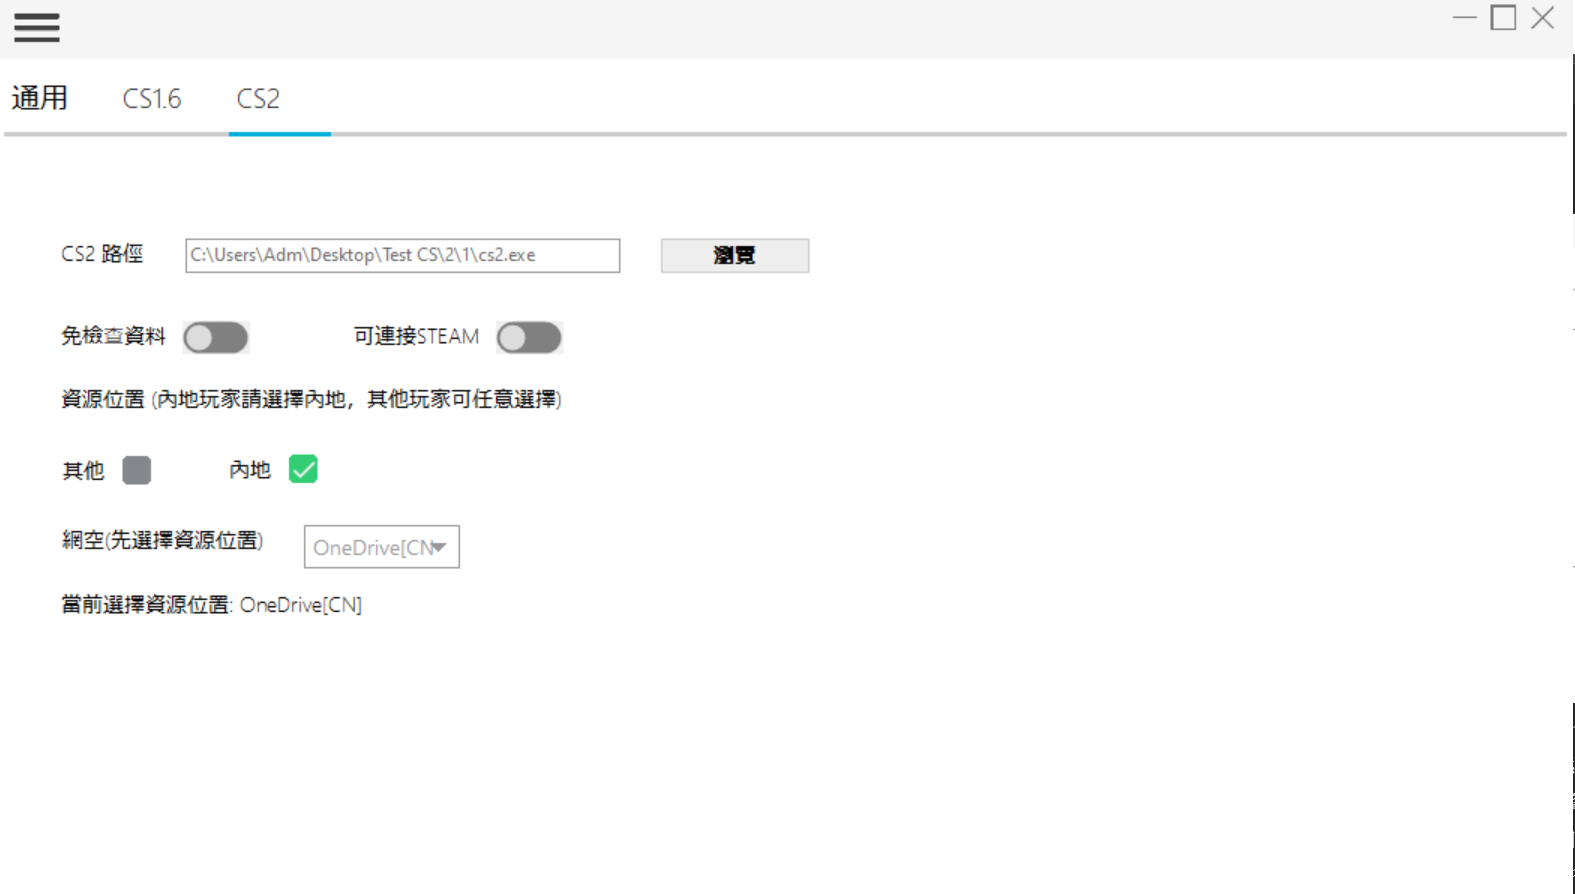 通用 CS1.6 CS2
CS2 路徑 C:\Users\Adm\Desktop\Test CS\2\1\cs2.exe 瀏覽
免檢查資料 可連接STEAM
資源位置 (內地玩家請選擇內地，其他玩家可任意選擇)
其他 內地
網空(先選擇資源位置) OneDrive[CN
當前選擇資源位置: OneDrive[CN]